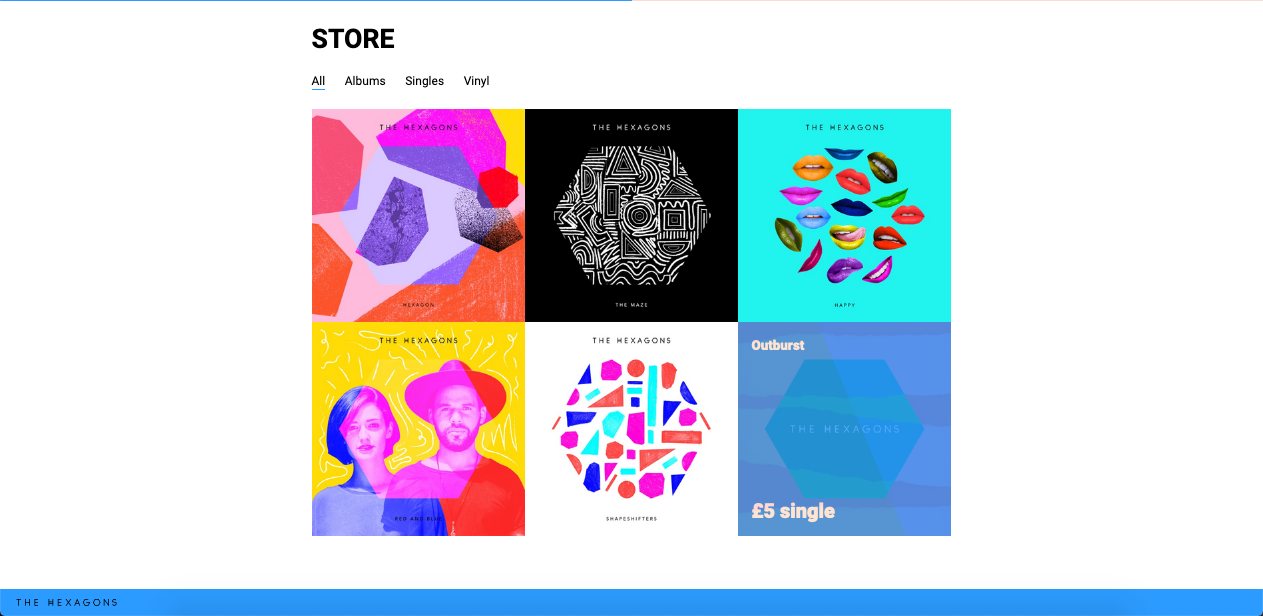 STORE
All Albums Singles Vinyl
THE HEXAGONS
HEXAGON
THE HEXAGONS
THE MAZE
THE HEXAGONS
HAPPY
THE HEXAGONS
RED AND BLUE
THE HEXAGONS
SHAPESHIFTERS
Outburst
THE HEXAGONS
£5 single
THE HEXAGONS